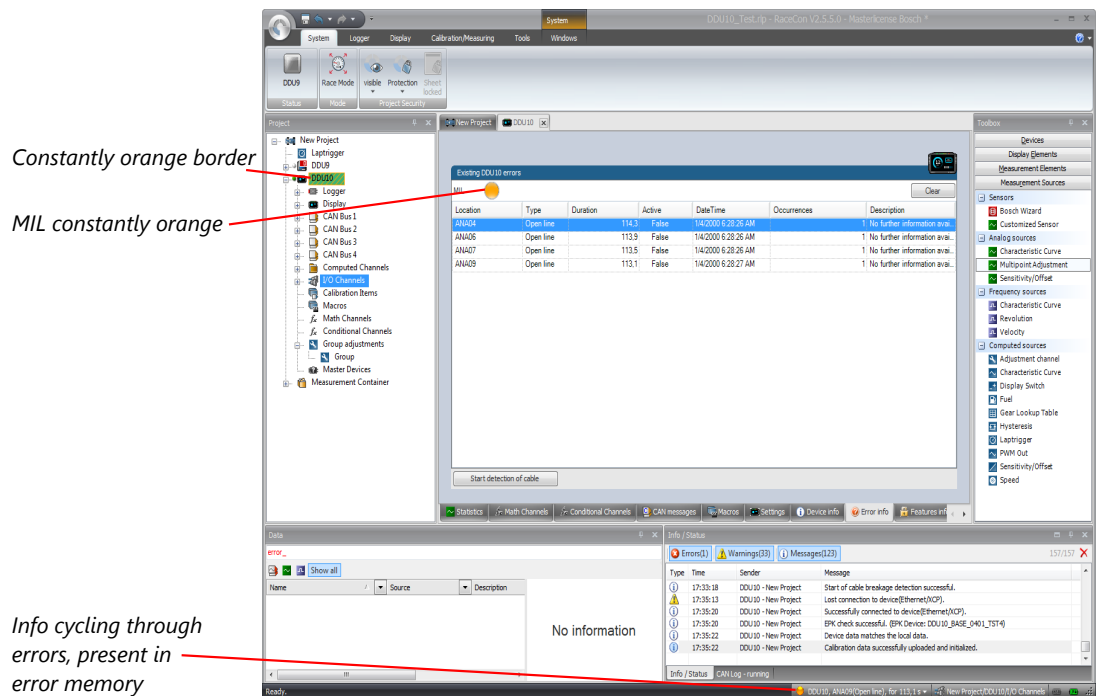 System
DDU10_Test.rlp - RaceCon V2.5.5.0 - Masterlicense Bosch *
System Logger Display Calibration/Measuring Tools Windows
DDU9 Race Mode visible Protection Sheet locked
Status Mode Project Security
Project
New Project
Laptrigger
DDU9
DDU10
Logger
Display
CAN Bus 1
CAN Bus 2
CAN Bus 3
CAN Bus 4
Computed Channels
I/O Channels
Calibration Items
Macros
fx Math Channels
fx Conditional Channels
Group adjustments
Group
Master Devices
Measurement Container
Constantly orange border
MIL constantly orange
Info cycling through
errors, present in
error memory
New Project DDU10
Existing DDU10 errors
MIL Clear
Location Type Duration Active DateTime Occurrences Description
ANA04 Open line 114,3 False 1/4/2000 6:28:26 AM 1 No further information avai...
ANA06 Open line 113,9 False 1/4/2000 6:28:26 AM 1 No further information avai...
ANA07 Open line 113,5 False 1/4/2000 6:28:26 AM 1 No further information avai...
ANA09 Open line 113,1 False 1/4/2000 6:28:27 AM 1 No further information avai...
Start detection of cable
Statistics Math Channels Conditional Channels CAN messages Macros Settings Device info Error info Features inf
Toolbox
Devices
Display Elements
Measurement Elements
Measurement Sources
Sensors
Bosch Wizard
Customized Sensor
Analog sources
Characteristic Curve
Multipoint Adjustment
Sensitivity/Offset
Frequency sources
Characteristic Curve
Revolution
Velocity
Computed sources
Adjustment channel
Characteristic Curve
Display Switch
Fuel
Gear Lookup Table
Hysteresis
Laptrigger
PWM Out
Sensitivity/Offset
Speed
Data
error_
Show all
Name Source Description
No information
Info / Status
Errors(1) Warnings(33) Messages(123) 157/157
Type Time Sender Message
17:33:18 DDU10 - New Project Start of cable breakage detection successful.
17:35:13 DDU10 - New Project Lost connection to device(Ethernet/XCP).
17:35:20 DDU10 - New Project Successfully connected to device(Ethernet/XCP).
17:35:20 DDU10 - New Project EPK check successful. (EPK Device: DDU10_BASE_0401_TST4)
17:35:22 DDU10 - New Project Device data matches the local data.
17:35:22 DDU10 - New Project Calibration data successfully uploaded and initialized.
Info / Status CAN Log - running
Ready. DDU10, ANA09(Open line), for 113,1 s New Project/DDU10/I/O Channels